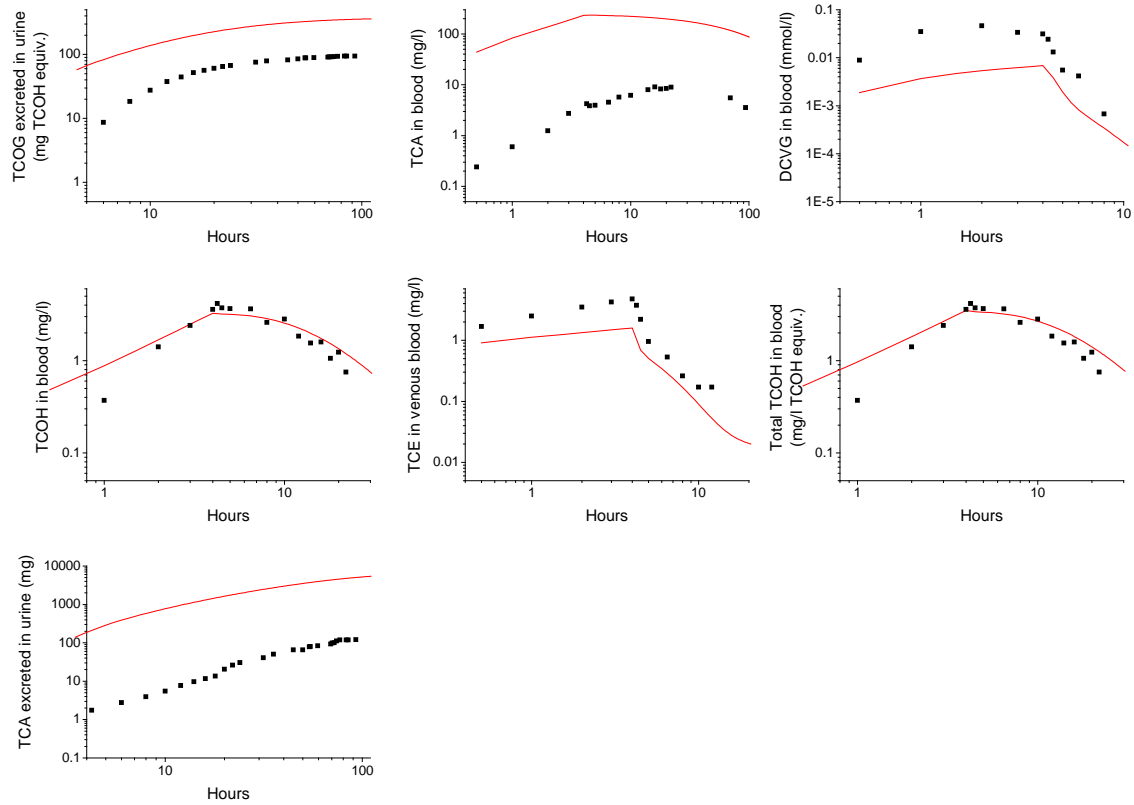 TCOG excreted in urine
(mg TCOH equiv.)
100
10
1
10
100
Hours
TCA in blood (mg/l)
100
10
1
0.1
1
10
100
Hours
DCVG in blood (mmol/l)
0.1
0.01
1E-3
1E-4
1E-5
1
10
Hours
TCOH in blood (mg/l)
1
0.1
1
10
Hours
TCE in venous blood (mg/l)
1
0.1
0.01
1
10
Hours
Total TCOH in blood
(mg/l TCOH equiv.)
1
0.1
1
10
Hours
TCA excreted in urine (mg)
10000
1000
100
10
1
0.1
10
100
Hours